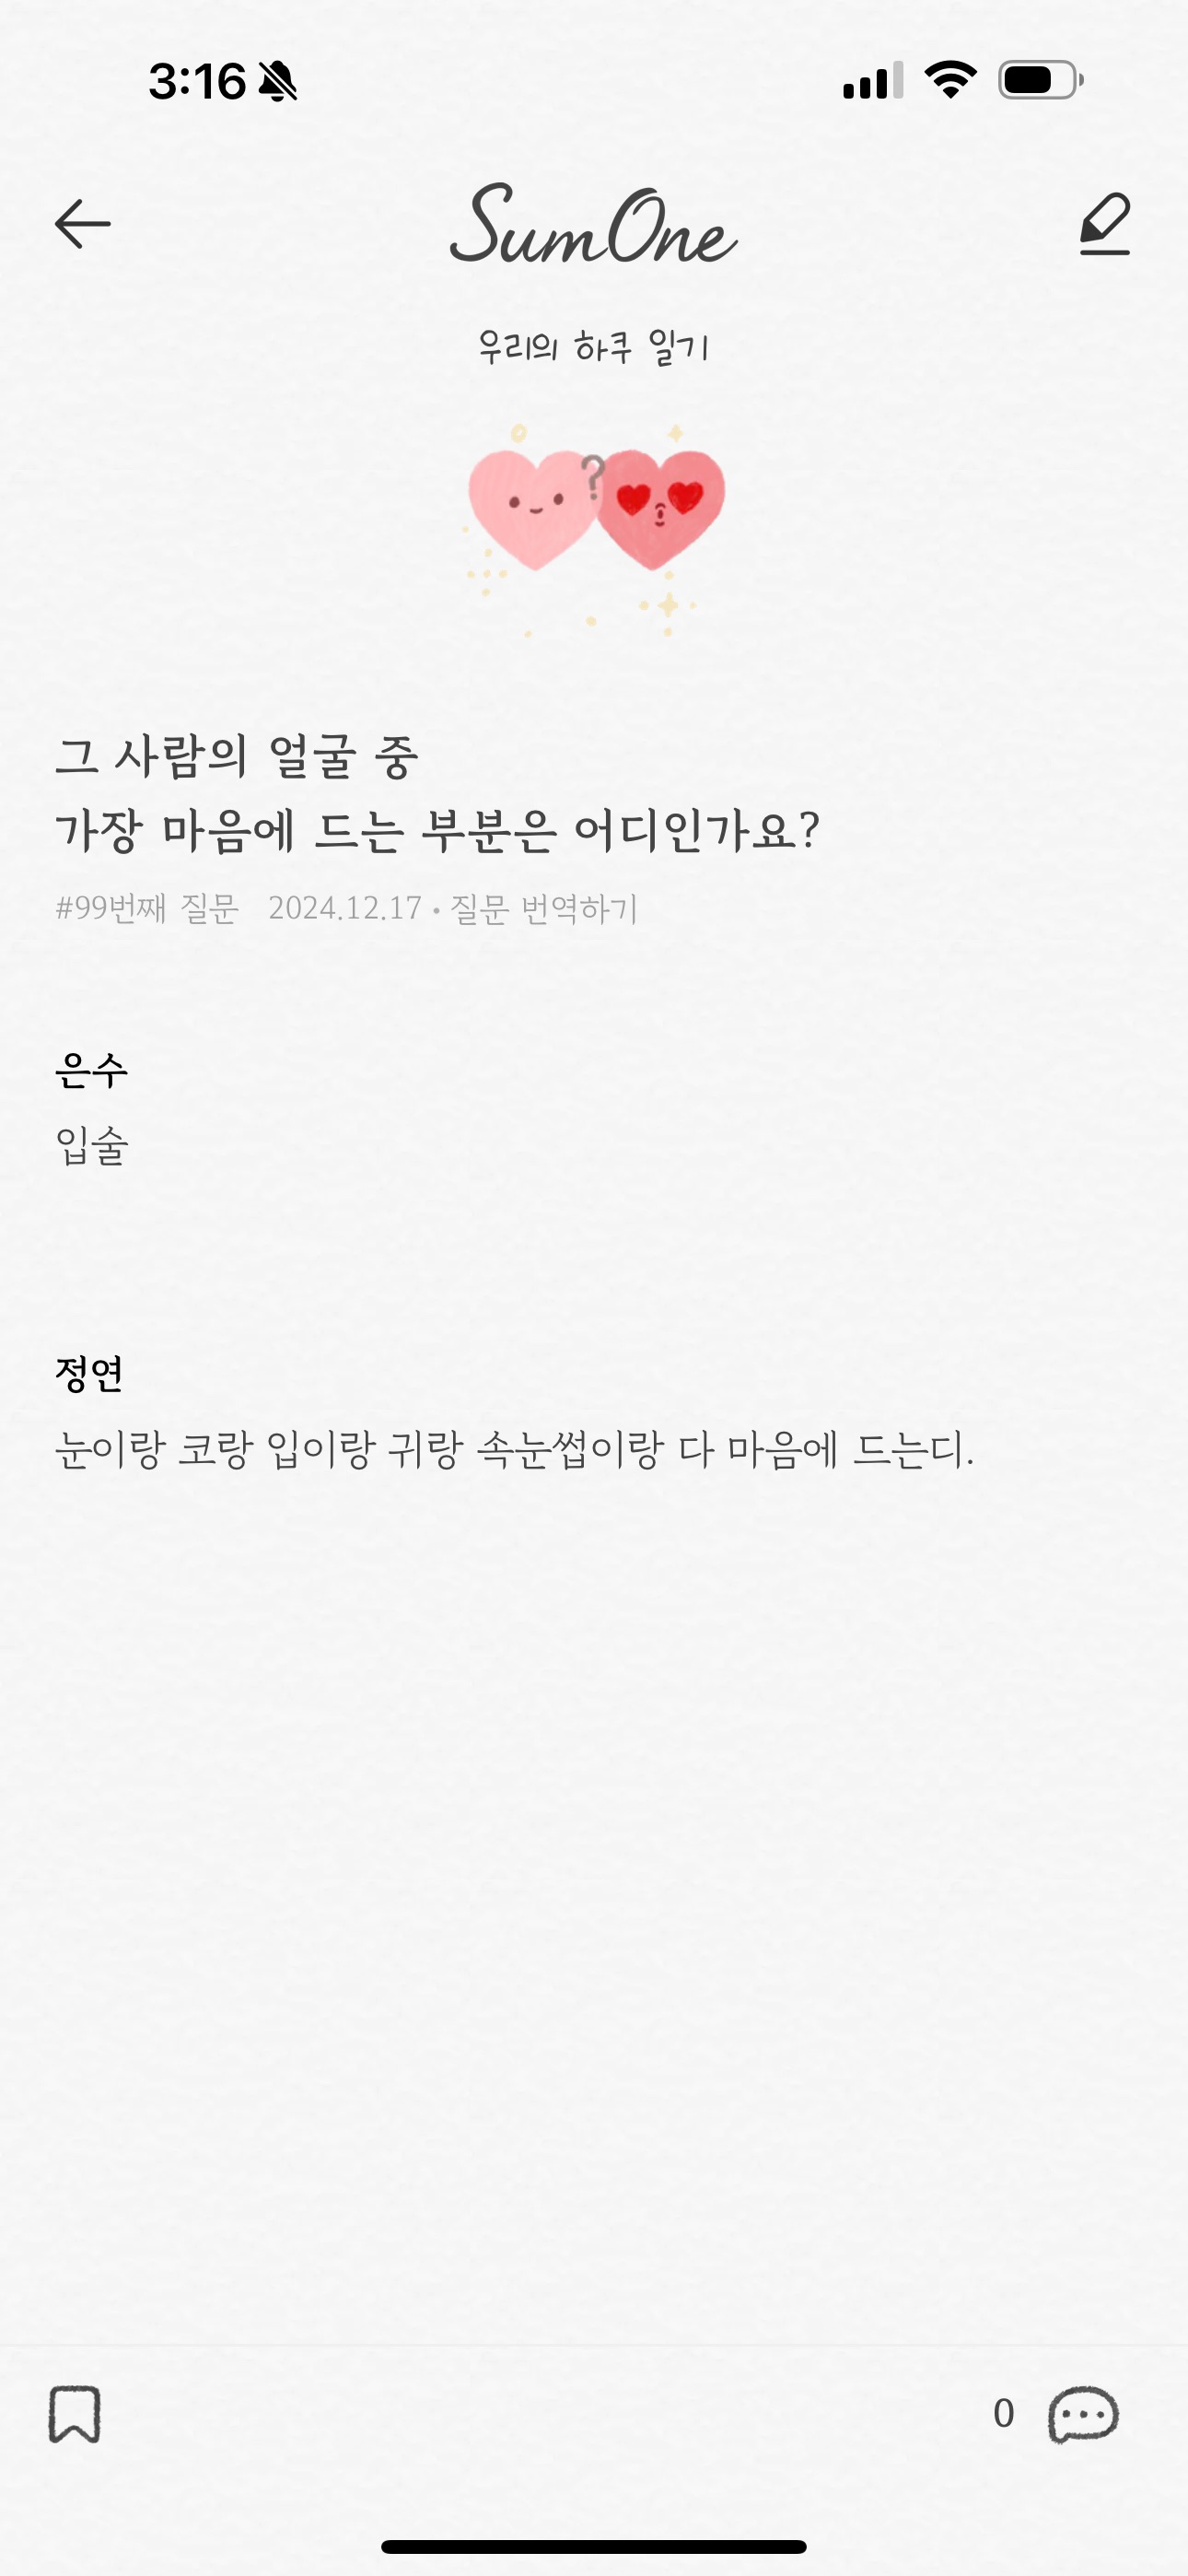 3:16
SumOne
우리의 하쿠 일기
?
그 사람의 얼굴 중
가장 마음에 드는 부분은 어디인가요?
#99번째 질문 2024.12.17 • 질문 번역하기
은수
입술
정연
눈이랑 코랑 입이랑 귀랑 속눈썹이랑 다 마음에 드는디.
0